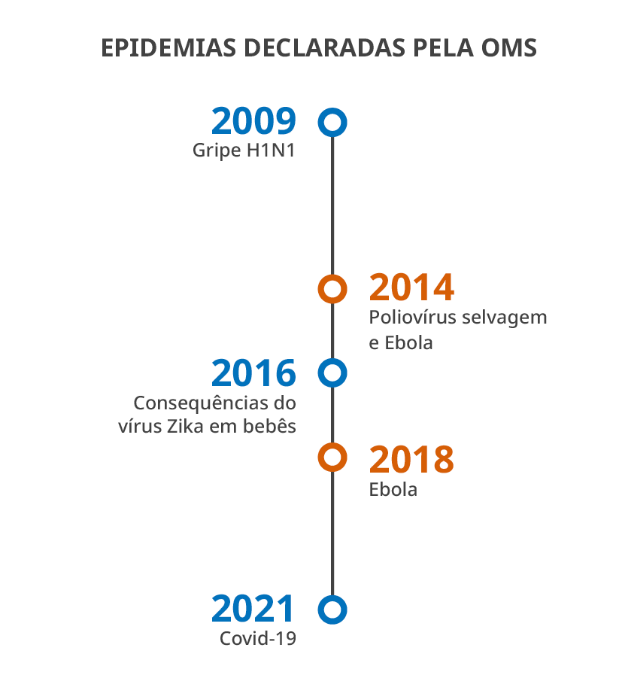 EPIDEMIAS DECLARADAS PELA OMS
2009
Gripe H1N1
2014
Poliovírus selvagem
e Ebola
2016
Consequências do
vírus Zika em bebês
2018
Ebola
2021
Covid-19